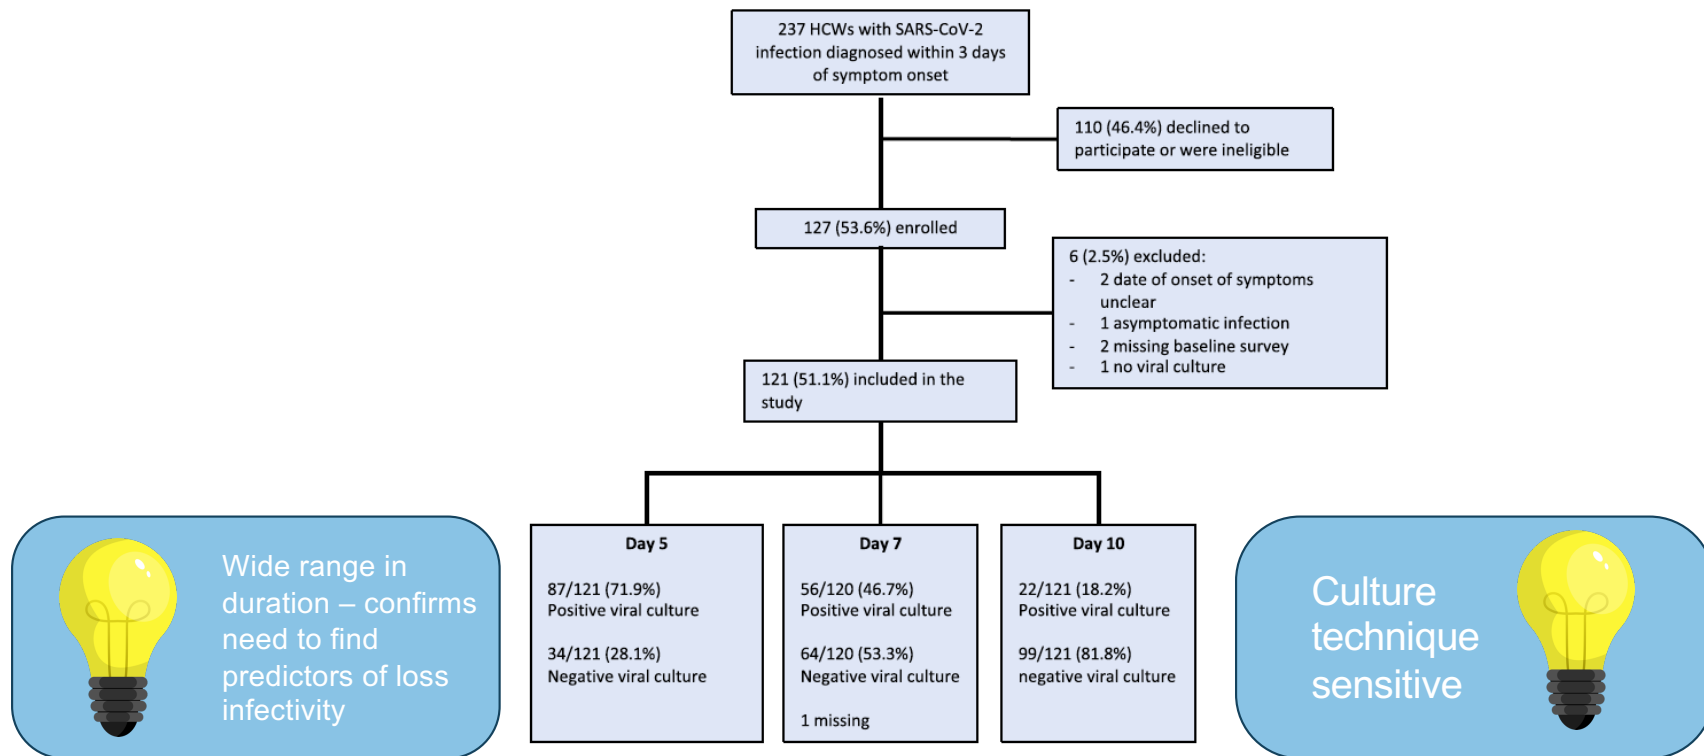 237 HCWs with SARS-CoV-2
infection diagnosed within 3 days
of symptom onset
110 (46.4%) declined to
participate or were ineligible
127 (53.6%) enrolled
6 (2.5%) excluded:
- 2 date of onset of symptoms
unclear
- 1 asymptomatic infection
- 2 missing baseline survey
- 1 no viral culture
121 (51.1%) included in the
study
Wide range in
duration – confirms
need to find
predictors of loss
infectivity
Day 5
87/121 (71.9%)
Positive viral culture
34/121 (28.1%)
Negative viral culture
Day 7
56/120 (46.7%)
Positive viral culture
64/120 (53.3%)
Negative viral culture
1 missing
Day 10
22/121 (18.2%)
Positive viral culture
99/121 (81.8%)
negative viral culture
Culture
technique
sensitive